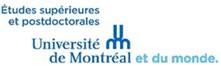 Études supérieures
et postdoctorales
Université
de Montréal et du monde.